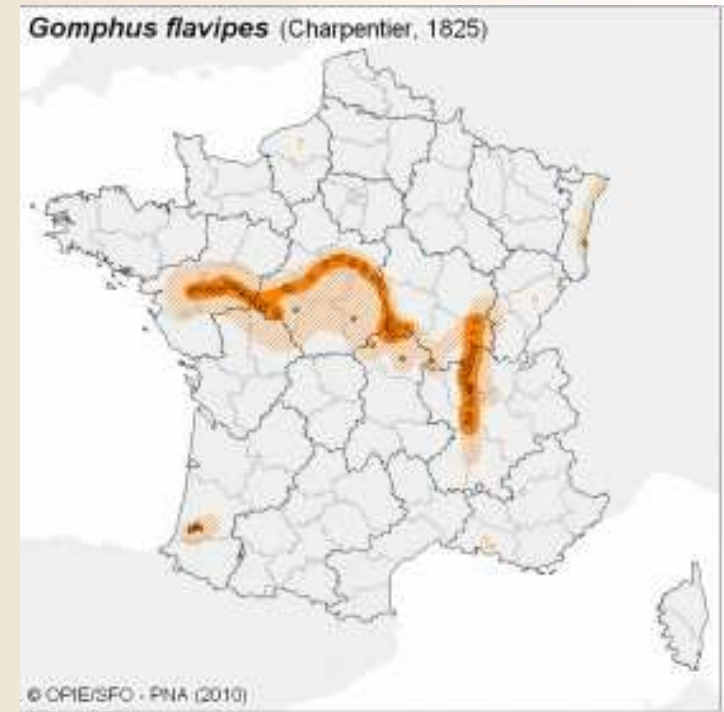 Gomphus flavipes (Charpentier, 1825)
© OPIE/SFO - PNA (2010)